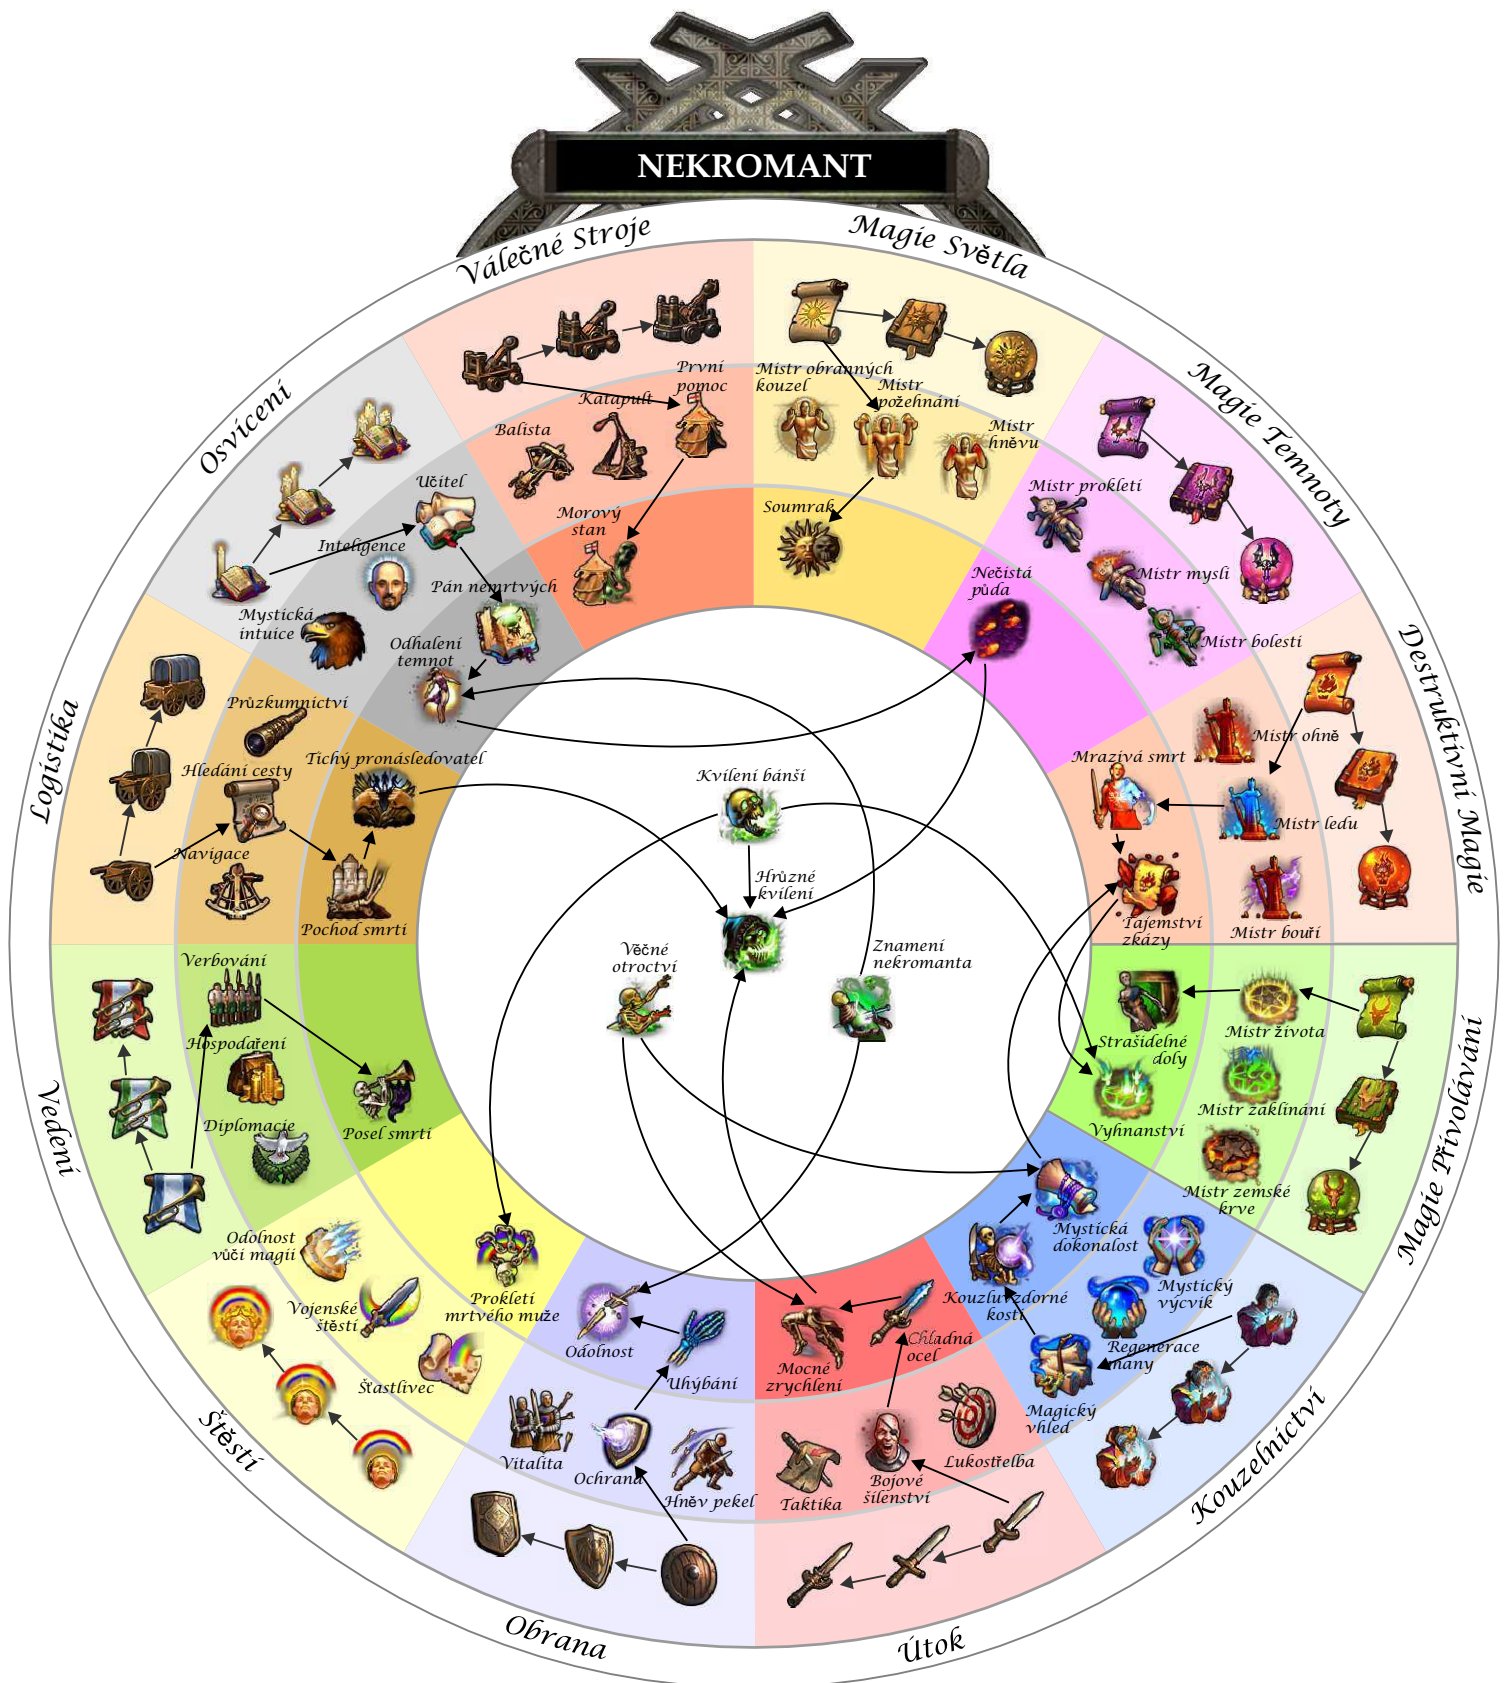 NEKROMANT
Válečné Stroje
Magie Světla
Magie Temnoty
Destruktivní Magie
Magie Přivolávání
Kouzelnictví
Útok
Obrana
Štěstí
Vedení
Logistika
Osvícení
První
pomoc
Katapult
Balista
Morový
stan
Mistr obranných
kouzel
Mistr
požehnání
Mistr
hněvu
Soumrak
Mistr prokletí
Mistr mysli
Mistr bolesti
Nečistá
půda
Mistr ohně
Mrazivá smrt
Mistr ledu
Tajemství
zkázy
Mistr bouří
Mistr života
Strašidelné
doly
Mistr zaklínání
Vyhnanství
Mistr zemské
krve
Mystická
dokonalost
Mystický
výcvik
Kouzluvzdorné
kosti
Regenerace
many
Magický
vhled
Chladná
ocel
Mocné
zrychlení
Lukostřelba
Bojové
šílenství
Taktika
Odolnost
Uhýbání
Vitalita
Ochrana
Hněv pekel
Prokletí
mrtvého muže
Odolnost
vůči magii
Vojenské
štěstí
Šťastlivec
Verbování
Hospodaření
Diplomacie
Posel smrti
Průzkumnictví
Hledání cesty
Navigace
Tichý pronásledovatel
Pochod smrti
Učitel
Inteligence
Mystická
intuice
Pán nemrtvých
Odhalení
temnot
Kvílení bánší
Hrůzné
kvílení
Věčné
otroctví
Znamení
nekromanta